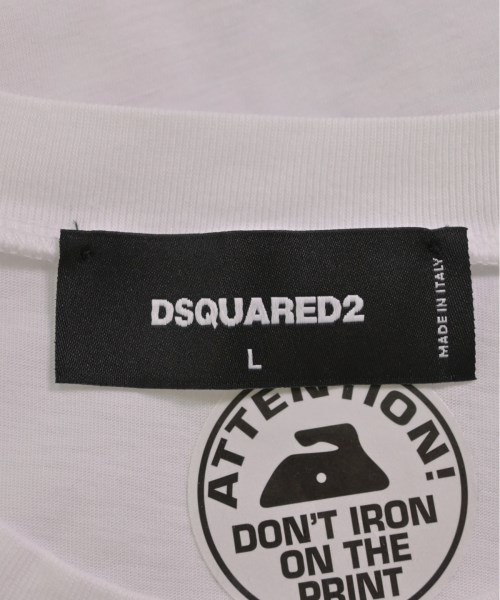 DSQUARED2
L
MADE IN ITALY
ATTENTION!
DON'T IRON
ON THE
PRINT